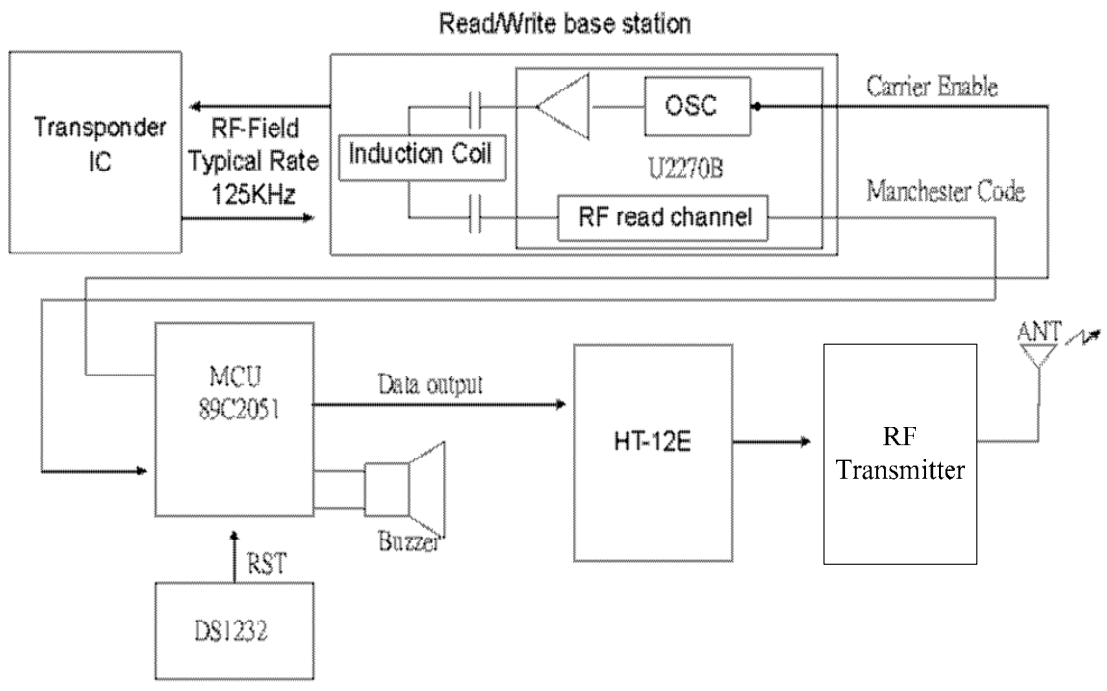 Read/Write base station
Carrier Enable
OSC
Transponder
IC
RF-Field
Typical Rate
125KHz
Induction Coil
U2270B
Manchester Code
RF read channel
ANT
MCU
89C2051
Data output
HT-12E
RF
Transmitter
Buzzer
RST
DS1232